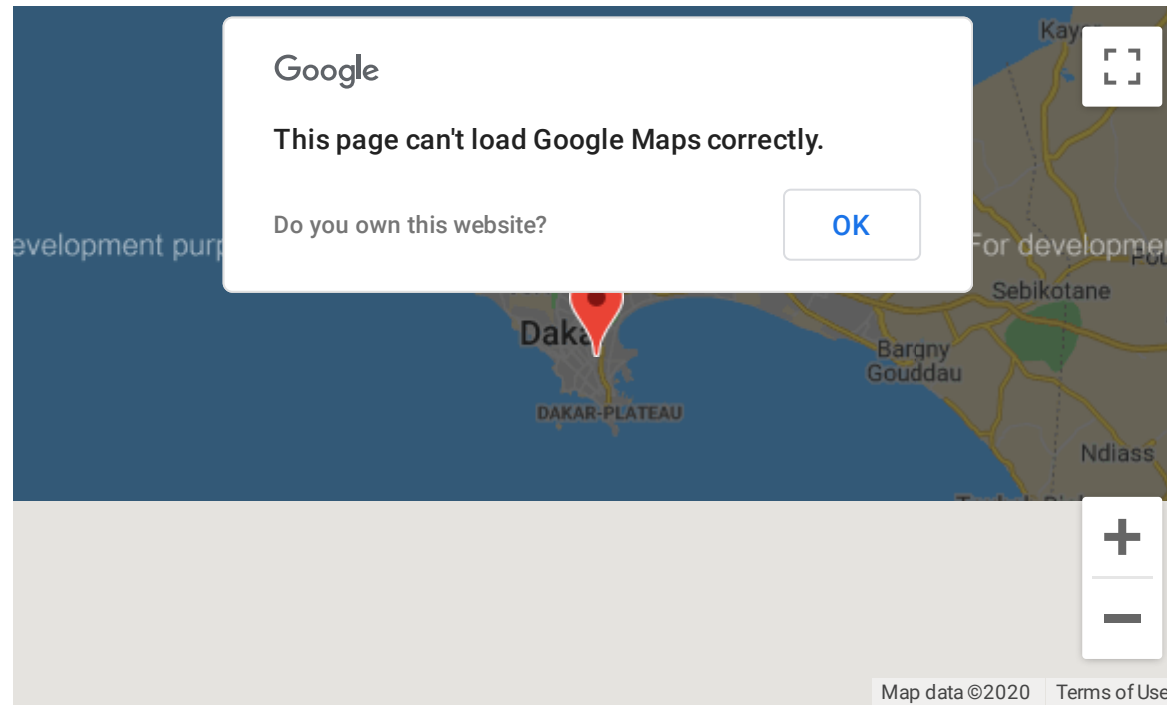 Google
This page can't load Google Maps correctly.
Do you own this website?
OK
For
Sebikotane
Bargny
Gouddau
DAKAR-PLATEAU
Ndiass
Map data ©2020
Terms of Use